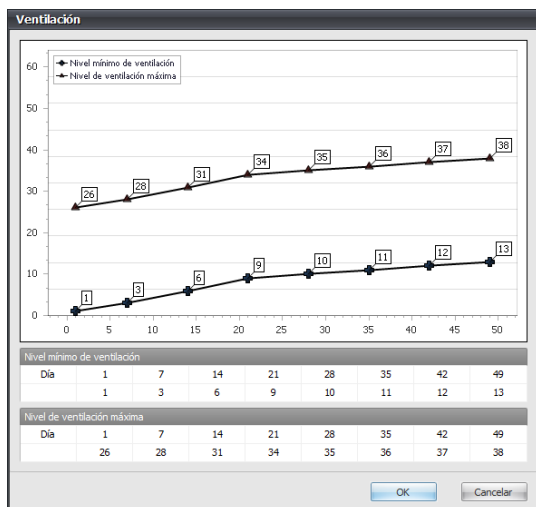 Ventilación
Nivel mínimo de ventilación
Nivel de ventilación máxima
60
50
40
30
20
10
0
26 28 31 34 35 36 37 38
1 3 6 9 10 11 12 13
0 5 10 15 20 25 30 35 40 45 50
Nivel mínimo de ventilación
Día 1 7 14 21 28 35 42 49
1 3 6 9 10 11 12 13
Nivel de ventilación máxima
Día 1 7 14 21 28 35 42 49
26 28 31 34 35 36 37 38
OK Cancelar